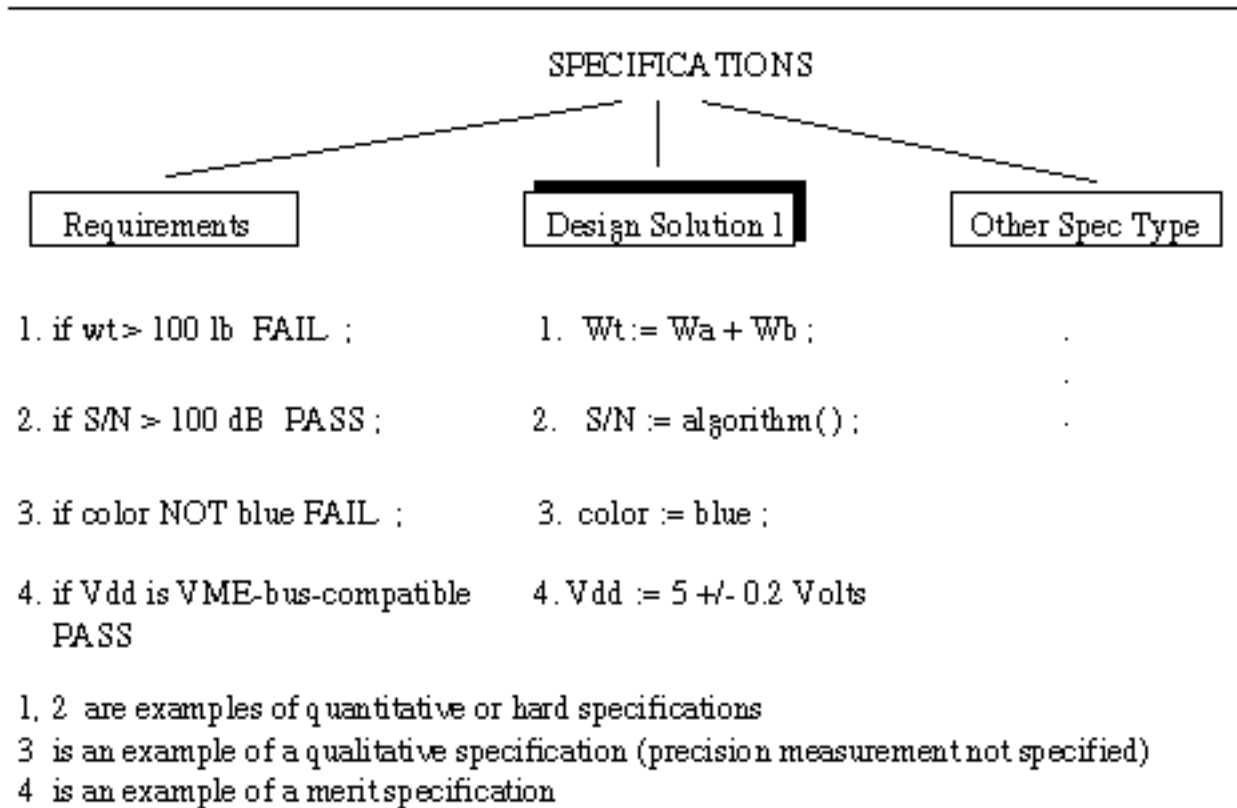 SPECIFICATIONS
Requirements
Design Solution 1
Other Spec Type
1. if wt > 100 lb FAIL ;
1. Wt := Wa + Wb ;
.
.
2. if S/N > 100 dB PASS ;
2. S/N := algorithm() ;
.
3. if color NOT blue FAIL ;
3. color := blue ;
4. if Vdd is VME-bus-compatible
PASS
4. Vdd := 5 +/- 0.2 Volts
1, 2 are examples of quantitative or hard specifications
3 is an example of a qualitative specification (precision measurement not specified)
4 is an example of a merit specification